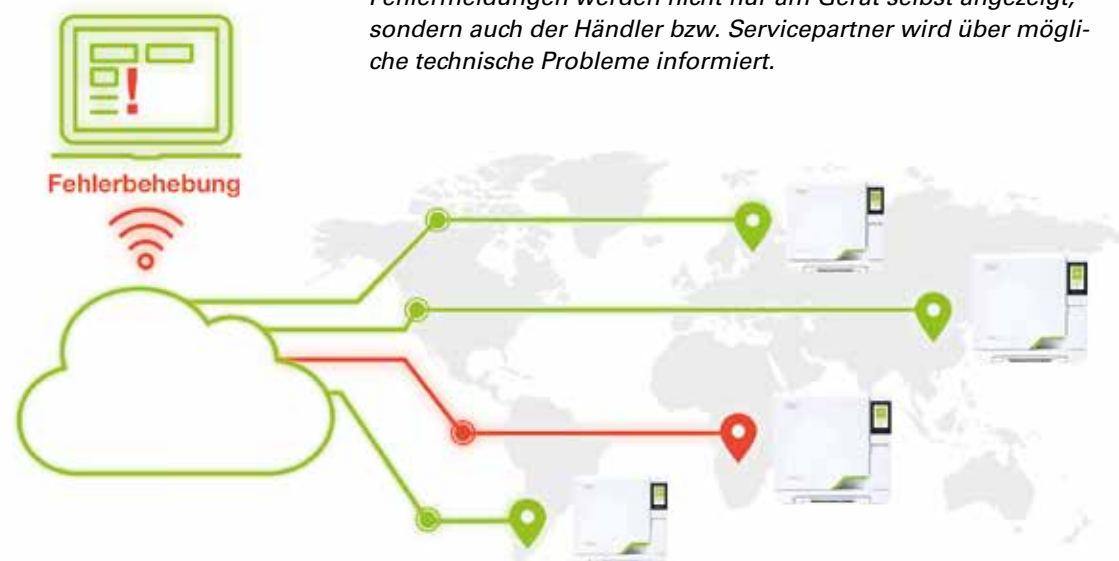 Fehlermeldungen werden nicht nur am Gerät selbst angezeigt,
sondern auch der Händler bzw. Servicepartner wird über mögli-
che technische Probleme informiert.
!
Fehlerbehebung